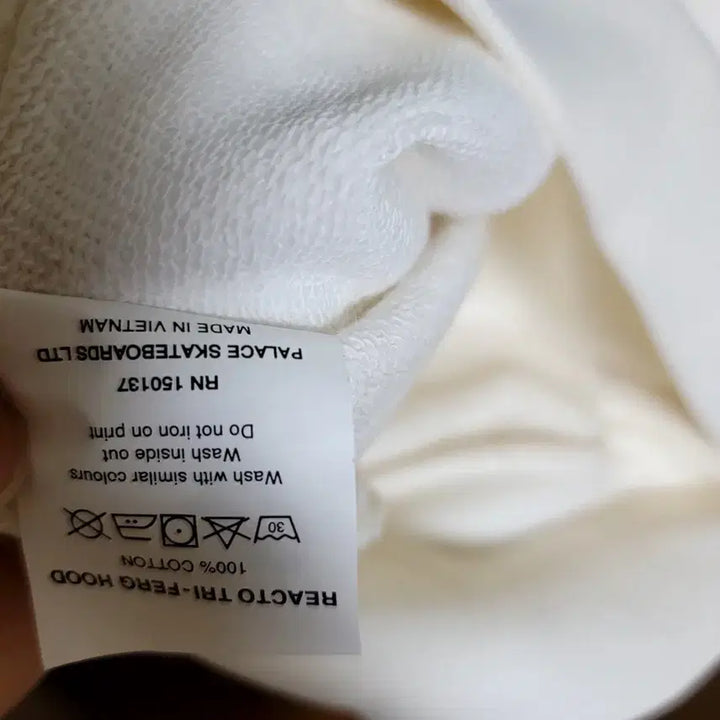 REACTO TRI-FERG HOOD
100% COTTON
30
Wash with similar colours
Wash inside out
Do not iron on print
RN 150137
PALACE SKATEBOARDS LTD
MADE IN VIETNAM